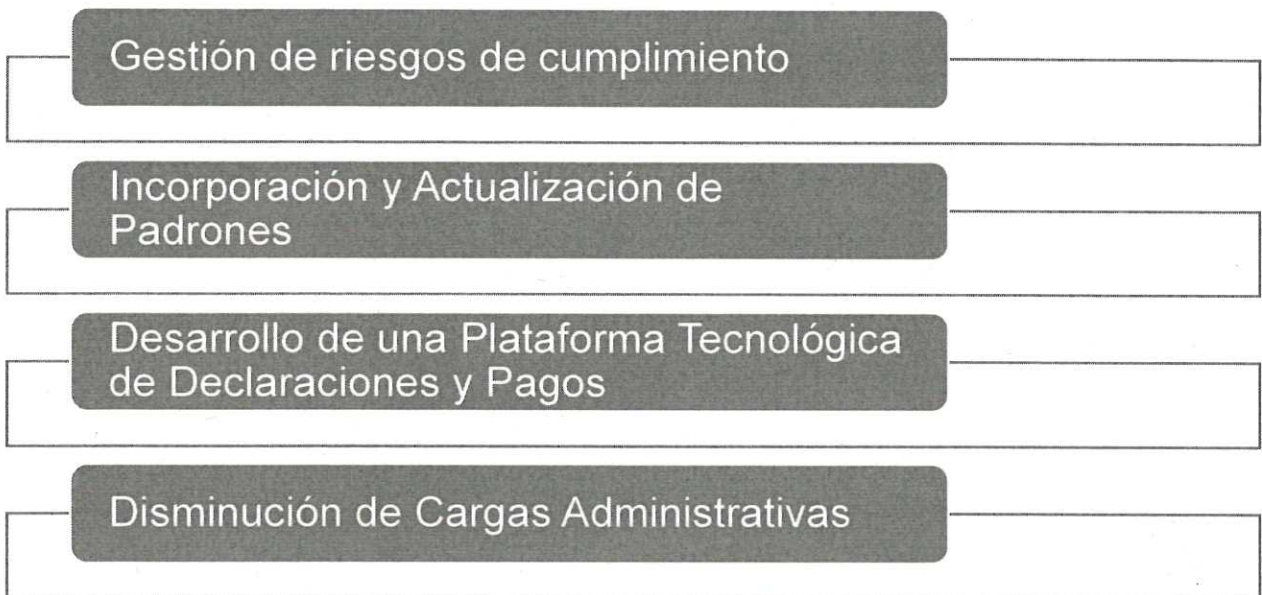 Gestión de riesgos de cumplimiento
Incorporación y Actualización de
Padrones
Desarrollo de una Plataforma Tecnológica
de Declaraciones y Pagos
Disminución de Cargas Administrativas